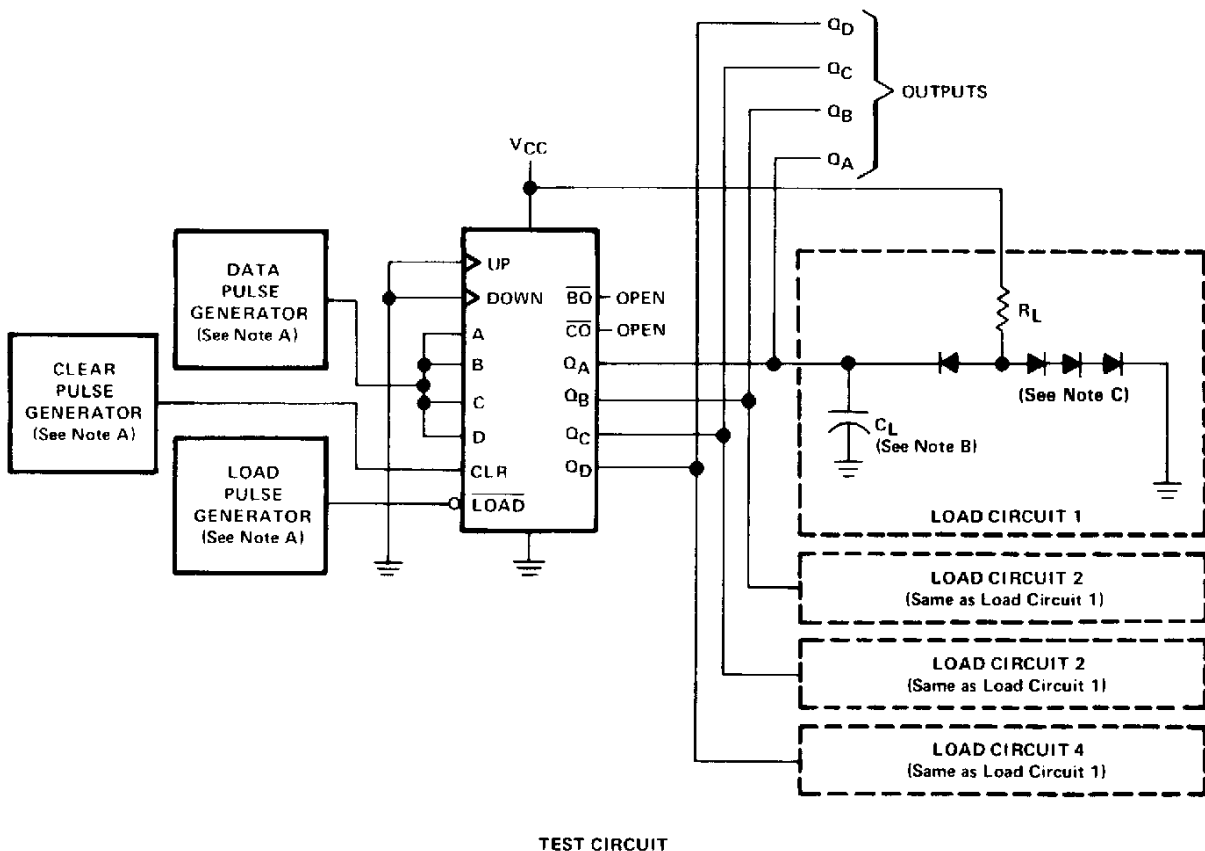 QD
QC
OUTPUTS
QB
QA
VCC
DATA
PULSE
GENERATOR
(See Note A)
CLEAR
PULSE
GENERATOR
(See Note A)
LOAD
PULSE
GENERATOR
(See Note A)
UP
DOWN
A
B
C
D
CLR
LOAD
BO
OPEN
CO
OPEN
QA
QB
QC
QD
RL
(See Note C)
CL
(See Note B)
LOAD CIRCUIT 1
LOAD CIRCUIT 2
(Same as Load Circuit 1)
LOAD CIRCUIT 2
(Same as Load Circuit 1)
LOAD CIRCUIT 4
(Same as Load Circuit 1)
TEST CIRCUIT